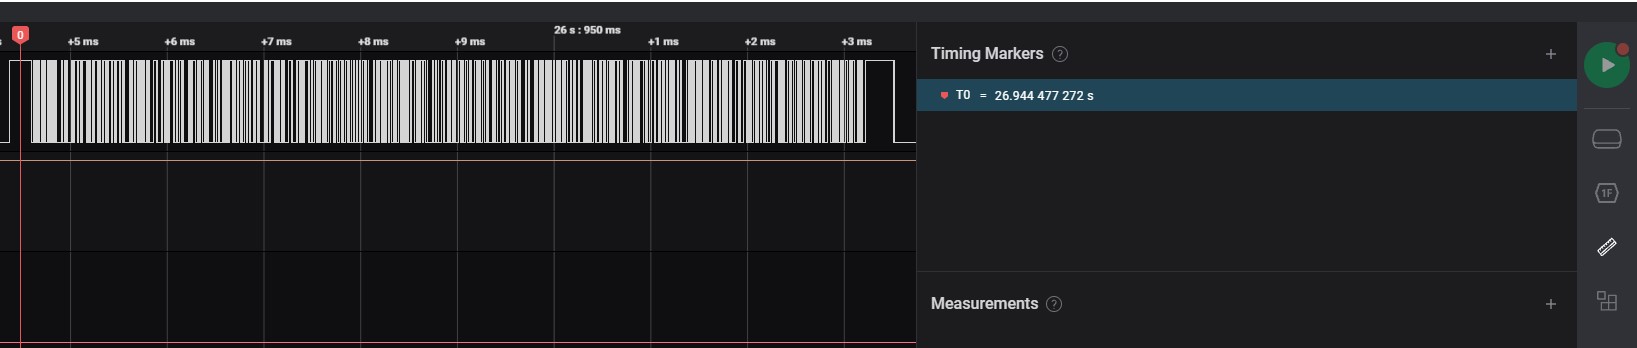 s
0
26 s : 950 ms
+5 ms +6 ms +7 ms +8 ms +9 ms +1 ms +2 ms +3 ms
Timing Markers ? +
T0 = 26.944 477 272 s
1F
Measurements ? +